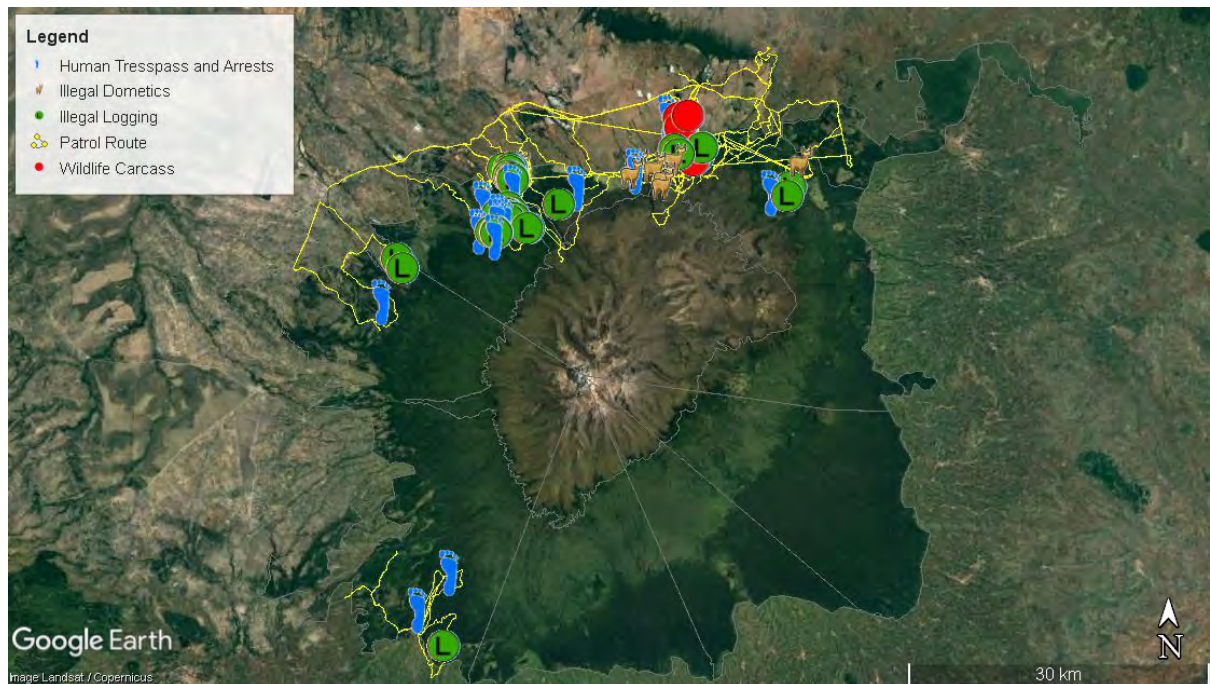 Legend
Human Tresspass and Arrests
Illegal Dometics
Illegal Logging
Patrol Route
Wildlife Carcass
L
L
L
L
L
L
L
L
Google Earth
Image Landsat / Copernicus
N
30 km